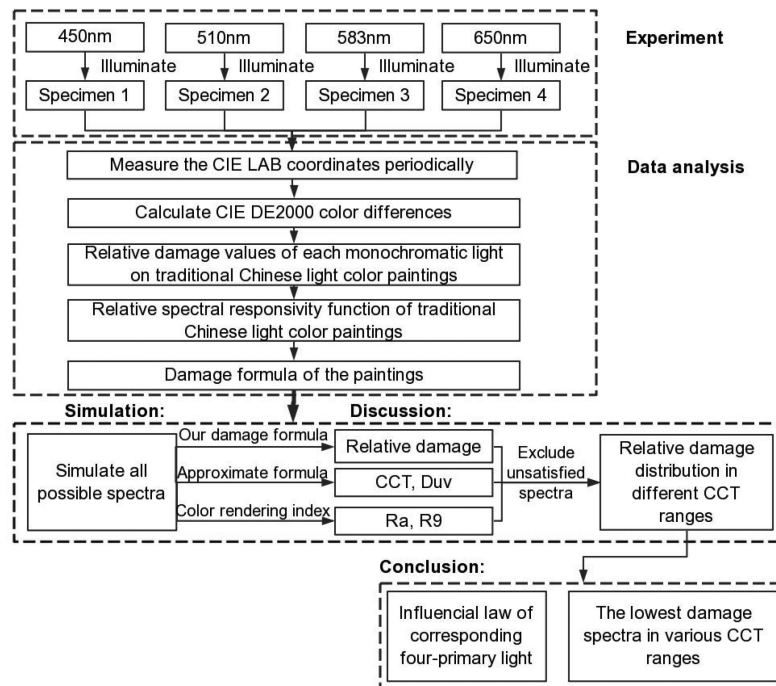 450nm
510nm
583nm
650nm
Experiment
Illuminate
Illuminate
Illuminate
Illuminate
Specimen 1
Specimen 2
Specimen 3
Specimen 4
Measure the CIE LAB coordinates periodically
Data analysis
Calculate CIE DE2000 color differences
Relative damage values of each monochromatic light
on traditional Chinese light color paintings
Relative spectral responsivity function of traditional
Chinese light color paintings
Damage formula of the paintings
Simulation:
Discussion:
Simulate all
possible spectra
Our damage formula
Relative damage
Approximate formula
CCT, Duv
Color rendering index
Ra, R9
Exclude
unsatisfied
spectra
Relative damage
distribution in
different CCT
ranges
Conclusion:
Influencial law of
corresponding
four-primary light
The lowest damage
spectra in various CCT
ranges